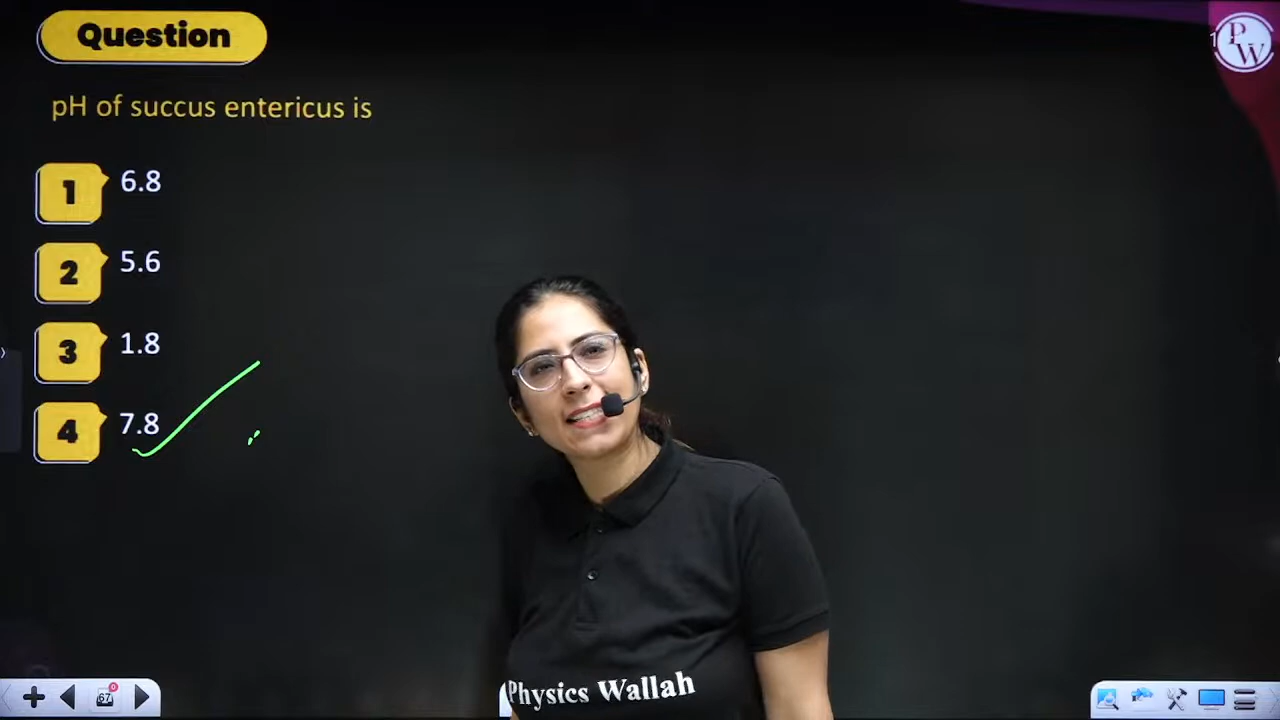 Question
pH of succus entericus is
1 6.8
2 5.6
3 1.8
4 7.8
PW
Physics Wallah
67